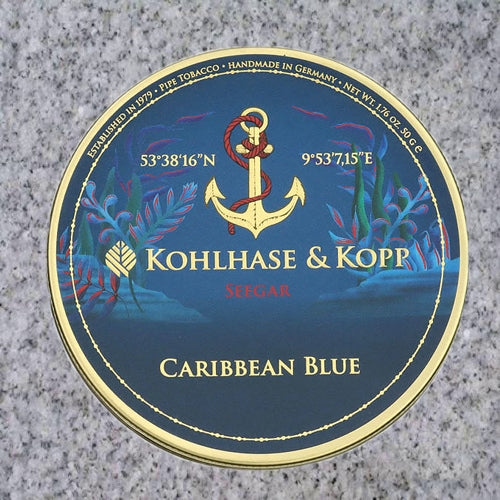 ESTABLISHED IN 1979 • PIPE TOBACCO • HANDMADE IN GERMANY • NET WT. 1.76 OZ. 50 G ℮
53°38'16"N 9°53'7,15"E
KOHLHASE & KOPP
SEEGAR
CARIBBEAN BLUE